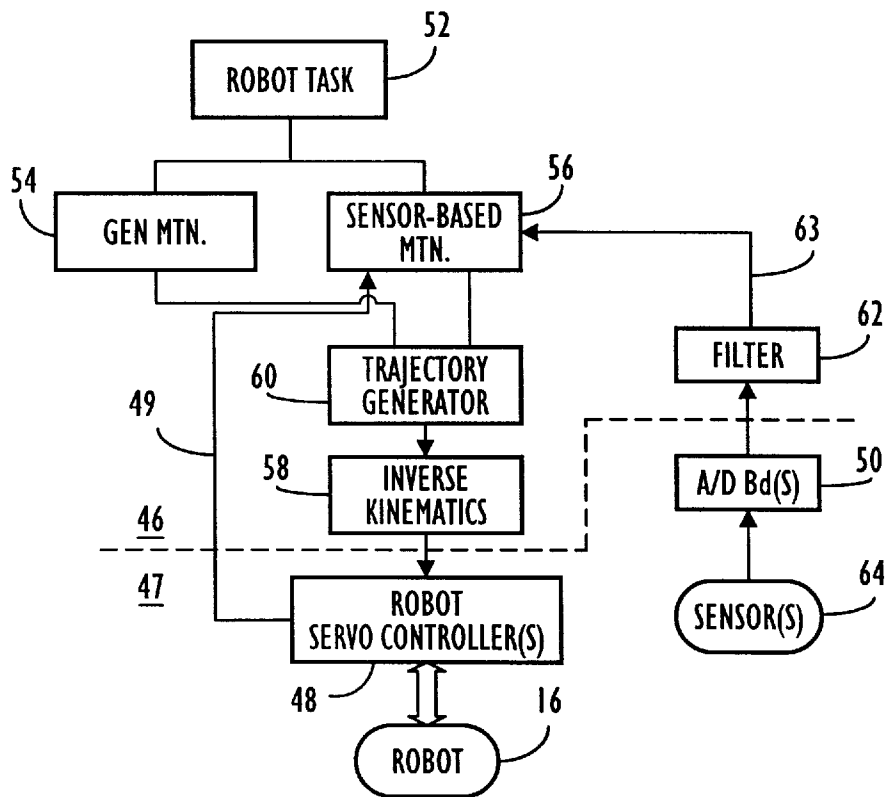 52
ROBOT TASK
54
56
GEN MTN.
SENSOR-BASED
MTN.
63
62
FILTER
60
TRAJECTORY
GENERATOR
49
58
INVERSE
KINEMATICS
50
A/D Bd(S)
46
47
ROBOT
SERVO CONTROLLER(S)
64
SENSOR(S)
48
16
ROBOT